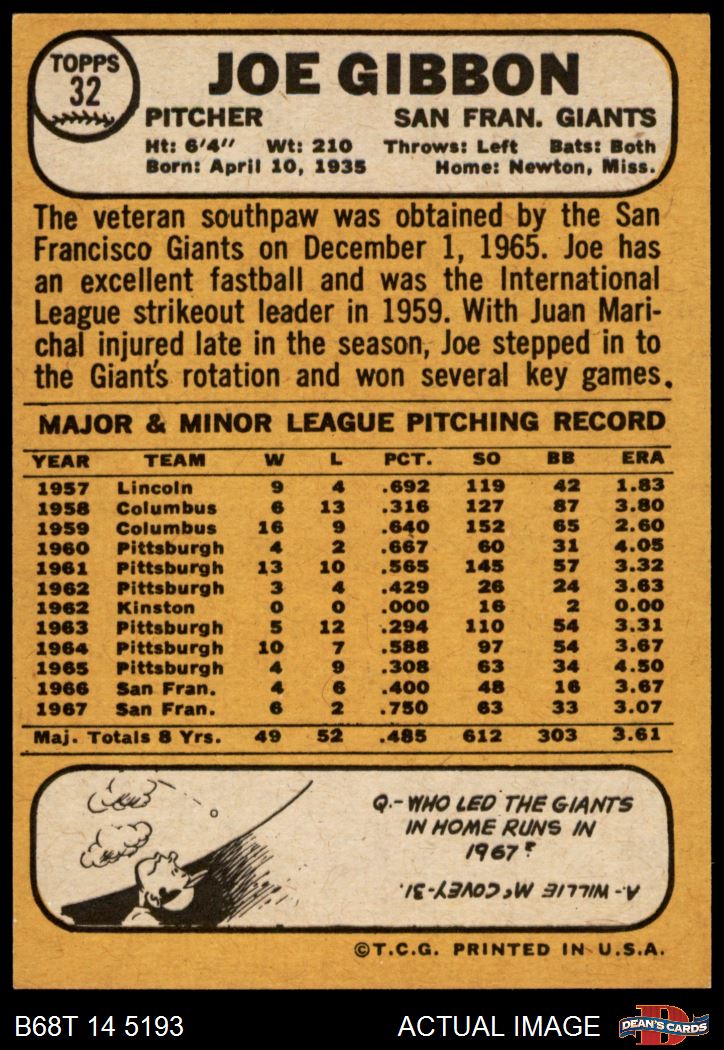 TOPPS
32
JOE GIBBON
PITCHER SAN FRAN. GIANTS
Ht: 6'4" Wt: 210 Throws: Left Bats: Both
Born: April 10, 1935 Home: Newton, Miss.
The veteran southpaw was obtained by the San
Francisco Giants on December 1, 1965. Joe has
an excellent fastball and was the International
League strikeout leader in 1959. With Juan Mari-
chal injured late in the season, Joe stepped in to
the Giant's rotation and won several key games.
MAJOR & MINOR LEAGUE PITCHING RECORD
YEAR TEAM W L PCT. SO BB ERA
1957 Lincoln 9 4 .692 119 42 1.83
1958 Columbus 6 13 .316 127 87 3.80
1959 Columbus 16 9 .640 152 65 2.60
1960 Pittsburgh 4 2 .667 60 31 4.05
1961 Pittsburgh 13 10 .565 145 57 3.32
1962 Pittsburgh 3 4 .429 26 24 3.63
1962 Kinston 0 0 .000 16 2 0.00
1963 Pittsburgh 5 12 .294 110 54 3.31
1964 Pittsburgh 10 7 .588 97 54 3.67
1965 Pittsburgh 4 9 .308 63 34 4.50
1966 San Fran. 4 6 .400 48 16 3.67
1967 San Fran. 6 2 .750 63 33 3.07
Maj. Totals 8 Yrs. 49 52 .485 612 303 3.61
Q.-WHO LED THE GIANTS
IN HOME RUNS IN
1967?
A.-WILLIE McCOVEY-31.
©T.C.G. PRINTED IN U.S.A.
B68T 14 5193 ACTUAL IMAGE
D
DEAN'S CARDS